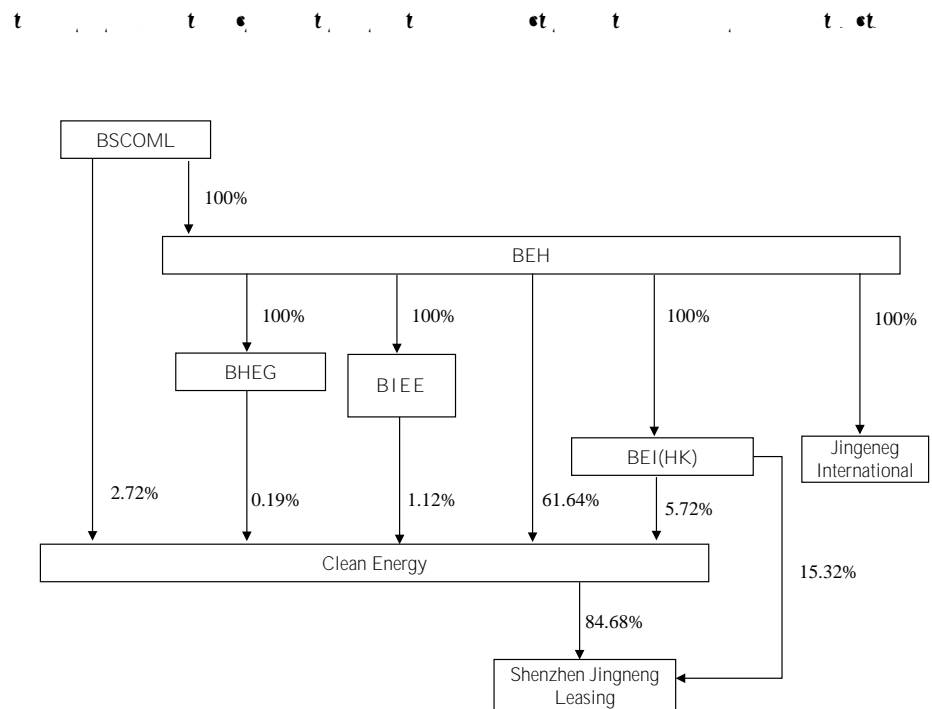 BSCOML
100%
BEH
100%
100%
100%
100%
BHEG
BIEE
BEI(HK)
Jingeneg
International
2.72%
0.19%
1.12%
61.64%
5.72%
Clean Energy
15.32%
84.68%
Shenzhen Jingneng
Leasing